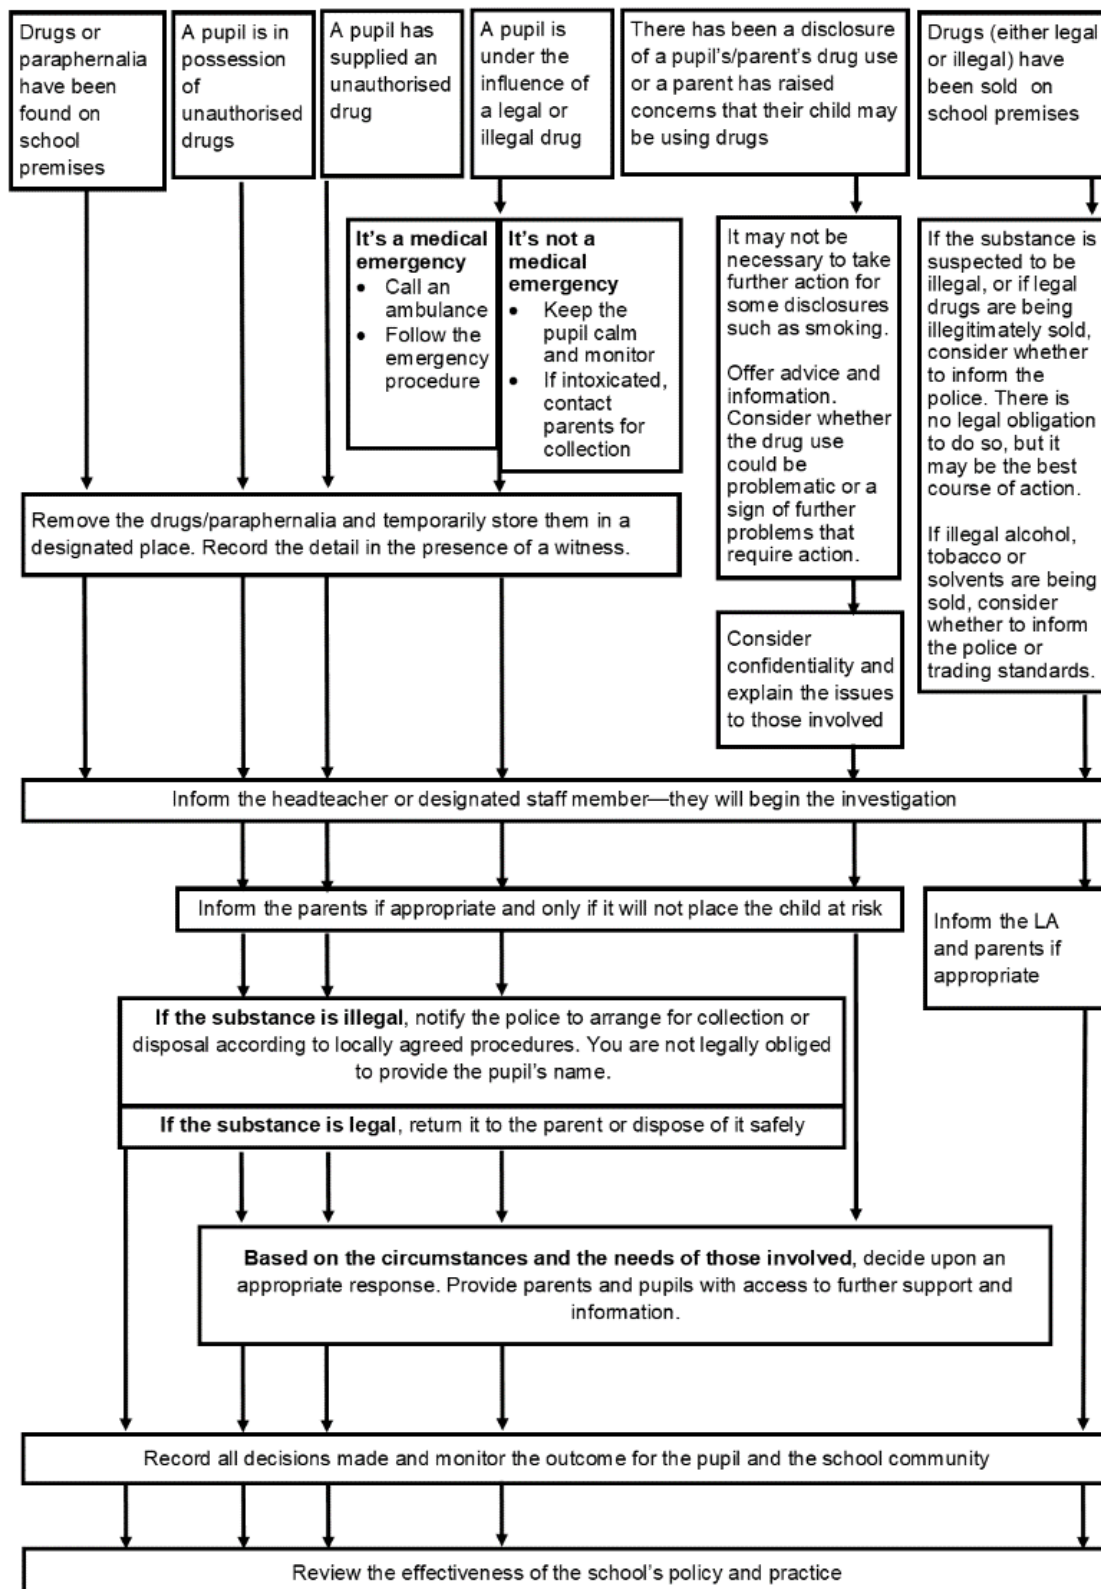 Drugs or
paraphernalia
have been
found on
school
premises
A pupil is in
possession
of
unauthorised
drugs
A pupil has
supplied an
unauthorised
drug
A pupil is
under the
influence of
a legal or
illegal drug
There has been a disclosure
of a pupil's/parent's drug use
or a parent has raised
concerns that their child may
be using drugs
Drugs (either legal
or illegal) have
been sold on
school premises
It's a medical
emergency
• Call an
ambulance
• Follow the
emergency
procedure
It's not a
medical
emergency
• Keep the
pupil calm
and monitor
• If intoxicated,
contact
parents for
collection
It may not be
necessary to take
further action for
some disclosures
such as smoking.
Offer advice and
information.
Consider whether
the drug use
could be
problematic or a
sign of further
problems that
require action.
If the substance is
suspected to be
illegal, or if legal
drugs are being
illegitimately sold,
consider whether
to inform the
police. There is
no legal obligation
to do so, but it
may be the best
course of action.
If illegal alcohol,
tobacco or
solvents are being
sold, consider
whether to inform
the police or
trading standards.
Remove the drugs/paraphernalia and temporarily store them in a
designated place. Record the detail in the presence of a witness.
Consider
confidentiality and
explain the issues
to those involved
Inform the headteacher or designated staff member—they will begin the investigation
Inform the parents if appropriate and only if it will not place the child at risk
Inform the LA
and parents if
appropriate
If the substance is illegal, notify the police to arrange for collection or
disposal according to locally agreed procedures. You are not legally obliged
to provide the pupil's name.
If the substance is legal, return it to the parent or dispose of it safely
Based on the circumstances and the needs of those involved, decide upon an
appropriate response. Provide parents and pupils with access to further support and
information.
Record all decisions made and monitor the outcome for the pupil and the school community
Review the effectiveness of the school's policy and practice